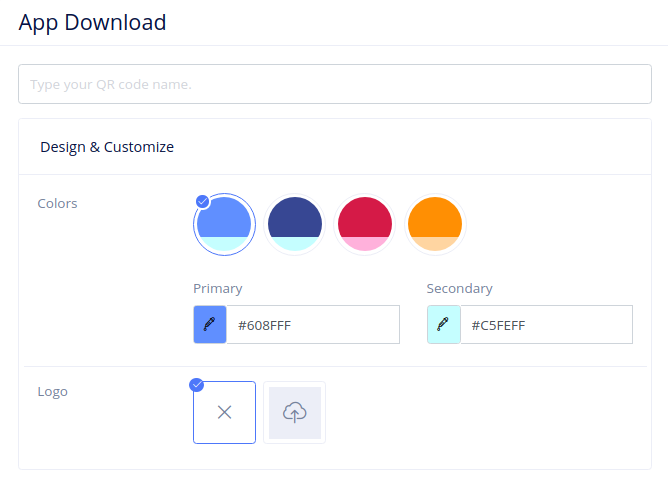 App Download
Type your QR code name.
Design & Customize
Colors
Primary
Secondary
#608FFF
#C5FEFF
Logo